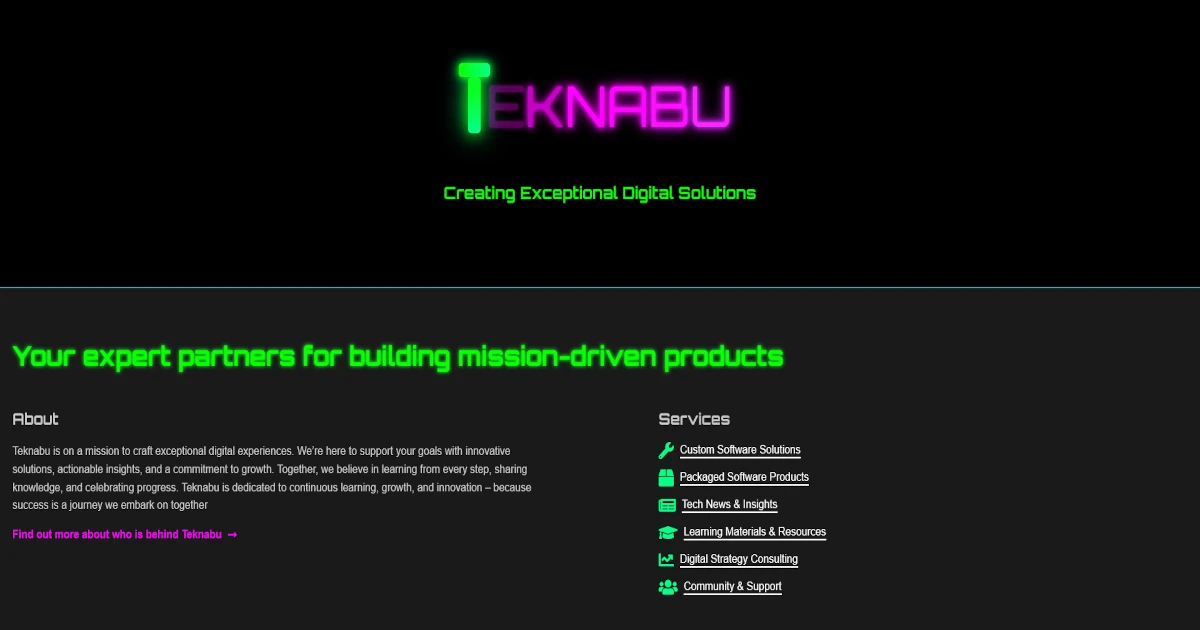 TEKNABU
Creating Exceptional Digital Solutions
Your expert partners for building mission-driven products
About
Teknabu is on a mission to craft exceptional digital experiences. We're here to support your goals with innovative
solutions, actionable insights, and a commitment to growth. Together, we believe in learning from every step, sharing
knowledge, and celebrating progress. Teknabu is dedicated to continuous learning, growth, and innovation – because
success is a journey we embark on together
Find out more about who is behind Teknabu →
Services
Custom Software Solutions
Packaged Software Products
Tech News & Insights
Learning Materials & Resources
Digital Strategy Consulting
Community & Support